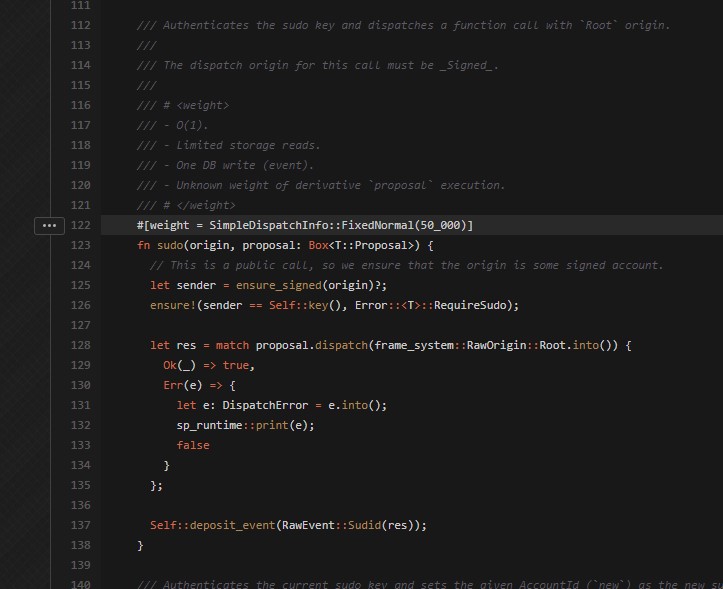 111
112 /// Authenticates the sudo key and dispatches a function call with `Root` origin.
113 ///
114 /// The dispatch origin for this call must be _Signed_.
115 ///
116 /// # <weight>
117 /// - O(1).
118 /// - Limited storage reads.
119 /// - One DB write (event).
120 /// - Unknown weight of derivative `proposal` execution.
121 /// # </weight>
••• 122 #[weight = SimpleDispatchInfo::FixedNormal(50_000)]
123 fn sudo(origin, proposal: Box<T::Proposal>) {
124 // This is a public call, so we ensure that the origin is some signed account.
125 let sender = ensure_signed(origin)?;
126 ensure!(sender == Self::key(), Error::<T>::RequireSudo);
127
128 let res = match proposal.dispatch(frame_system::RawOrigin::Root.into()) {
129 Ok(_) => true,
130 Err(e) => {
131 let e: DispatchError = e.into();
132 sp_runtime::print(e);
133 false
134 }
135 };
136
137 Self::deposit_event(RawEvent::Sudid(res));
138 }
139
140 /// Authenticates the current sudo key and sets the given AccountId (`new`) as the new su